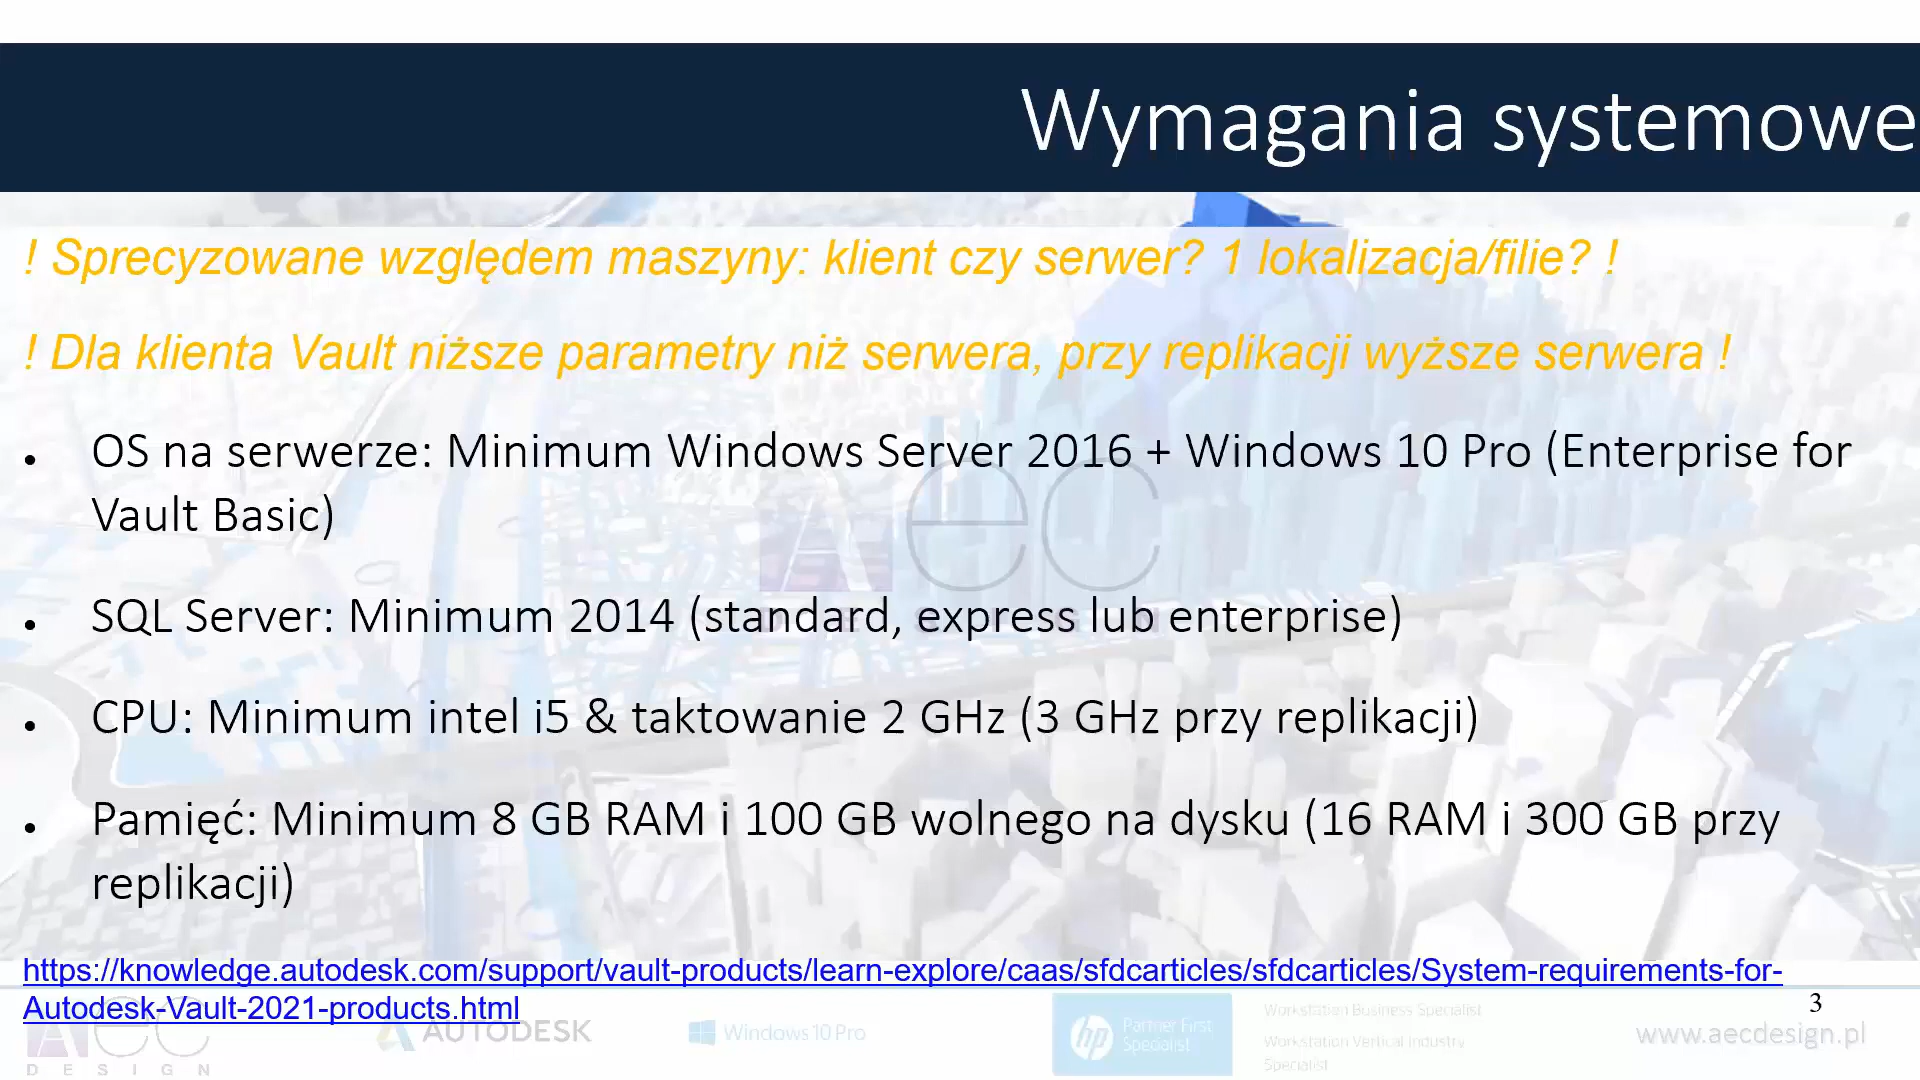 Wymagania systemowe
! Sprecyzowane względem maszyny: klient czy serwer? 1 lokalizacja/filie? !
! Dla klienta Vault niższe parametry niż serwera, przy replikacji wyższe serwera !
• OS na serwerze: Minimum Windows Server 2016 + Windows 10 Pro (Enterprise for
Vault Basic)
• SQL Server: Minimum 2014 (standard, express lub enterprise)
• CPU: Minimum intel i5 & taktowanie 2 GHz (3 GHz przy replikacji)
• Pamięć: Minimum 8 GB RAM i 100 GB wolnego na dysku (16 RAM i 300 GB przy
replikacji)
https://knowledge.autodesk.com/support/vault-products/learn-explore/caas/sfdcarticles/sfdcarticles/System-requirements-for-
Autodesk-Vault-2021-products.html
3
aec
DESIGN
AUTODESK
Windows 10 Pro
hp
Partner First
Specialist
Workstation Business Specialist
Workstation Vertical Industry
Specialist
www.aecdesign.pl